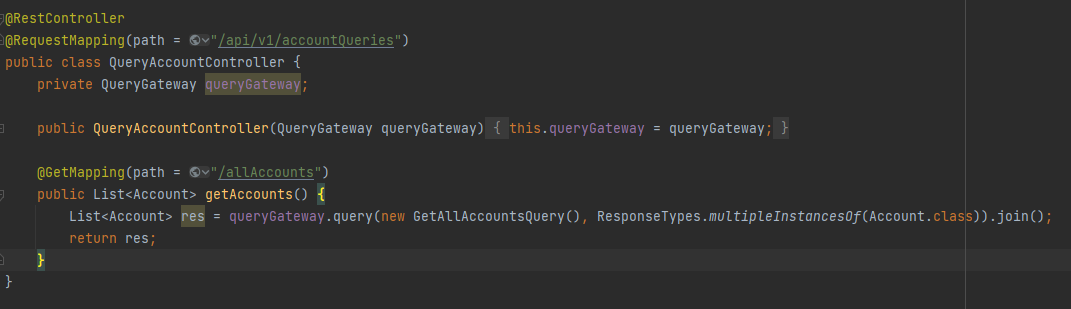 @RestController
@RequestMapping(path = "/api/v1/accountQueries")
public class QueryAccountController {
    private QueryGateway queryGateway;
    public QueryAccountController(QueryGateway queryGateway) { this.queryGateway = queryGateway; }
    @GetMapping(path = "/allAccounts")
    public List<Account> getAccounts() {
        List<Account> res = queryGateway.query(new GetAllAccountsQuery(), ResponseTypes.multipleInstancesOf(Account.class)).join();
        return res;
    }
}